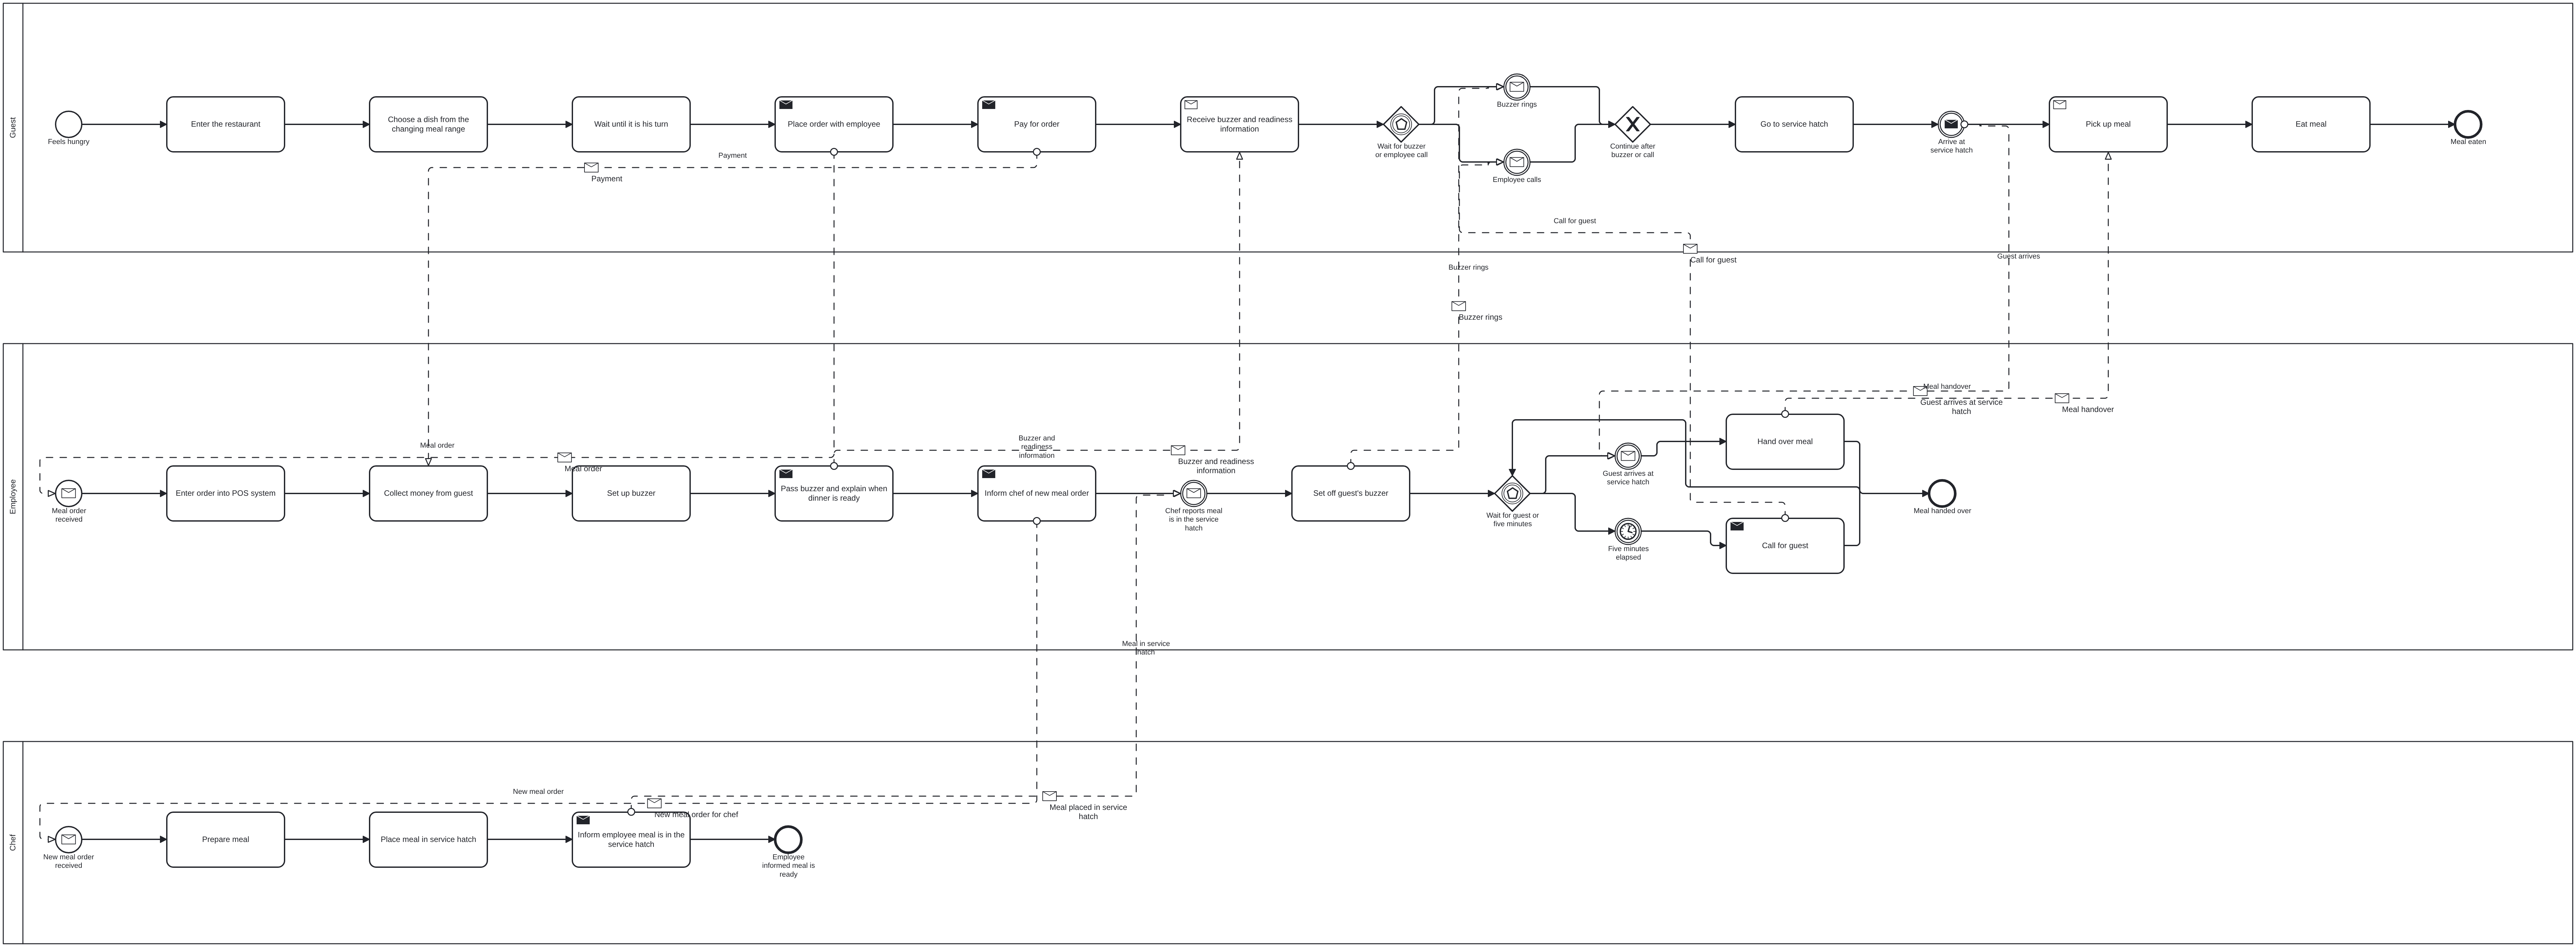 Guest
Feels hungry
Enter the restaurant
Choose a dish from the
changing meal range
Wait until it is his turn
Place order with employee
Pay for order
Receive buzzer and readiness
information
Wait for buzzer
or employee call
Buzzer rings
Employee calls
Continue after
buzzer or call
Go to service hatch
Arrive at
service hatch
Pick up meal
Eat meal
Meal eaten
Payment
Payment
Call for guest
Call for guest
Guest arrives
Buzzer rings
Buzzer rings
Employee
Meal handover
Guest arrives at service
hatch
Meal handover
Meal order
Meal order
Buzzer and
readiness
information
Buzzer and readiness
information
Meal order
received
Enter order into POS system
Collect money from guest
Set up buzzer
Pass buzzer and explain when
dinner is ready
Inform chef of new meal order
Chef reports meal
is in the service
hatch
Set off guest's buzzer
Wait for guest or
five minutes
Guest arrives at
service hatch
Five minutes
elapsed
Hand over meal
Call for guest
Meal handed over
Meal in service
hatch
Chef
New meal order
New meal order for chef
Meal placed in service
hatch
New meal order
received
Prepare meal
Place meal in service hatch
Inform employee meal is in the
service hatch
Employee
informed meal is
ready